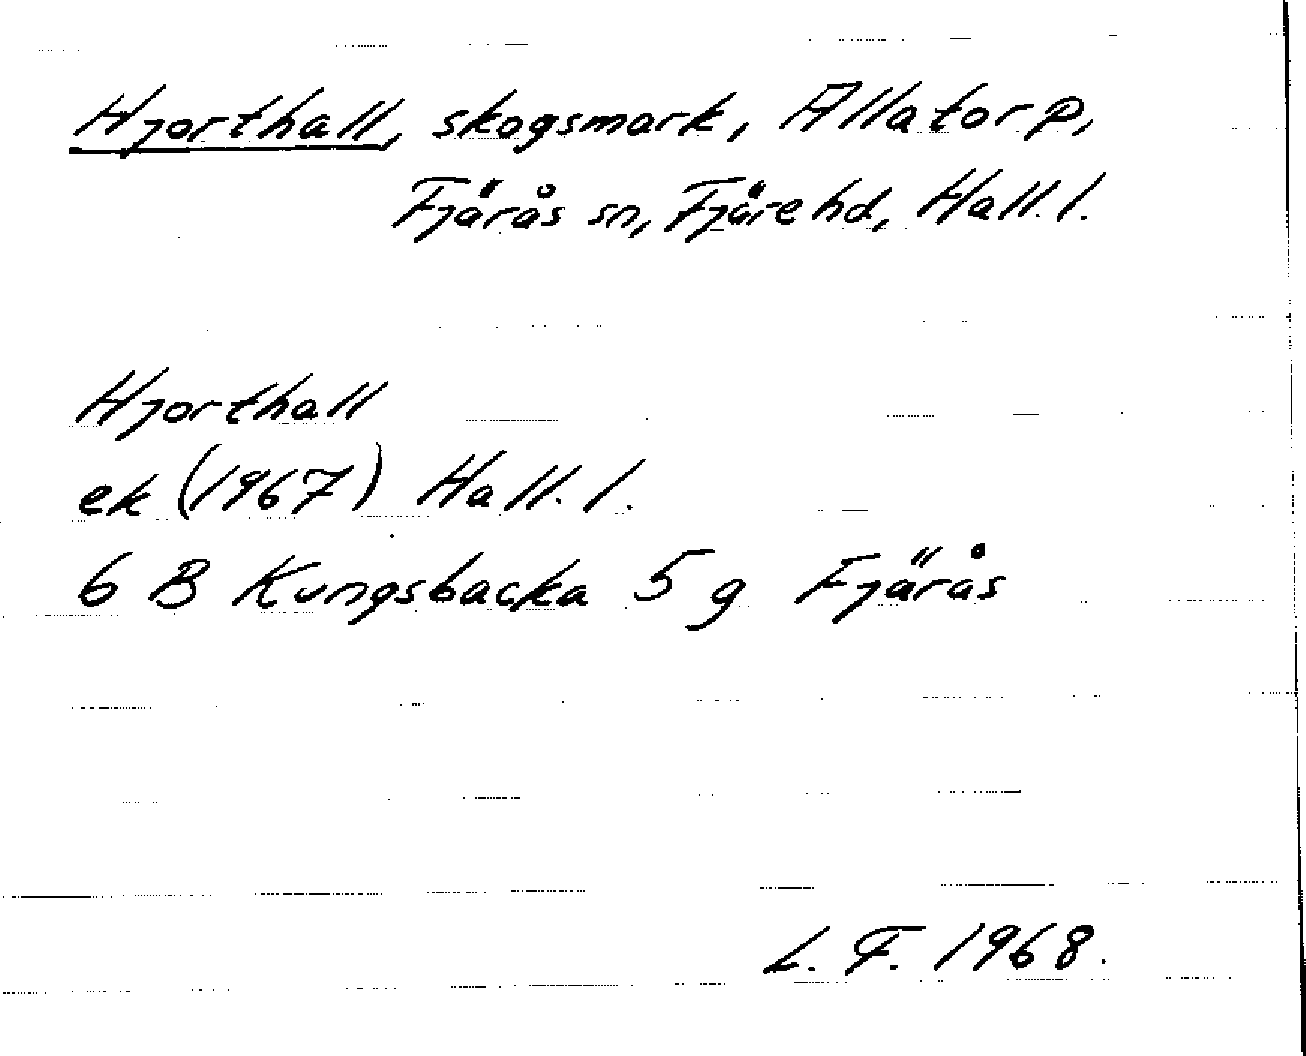 Hjorthall, skogsmark, Allatorp,
Fjärås sn, Fjäre hd, Hall. l.
Hjorthall
ek (1967) Hall. l.
6 B Kungsbacka 5 g Fjärås
L. F. 1968.